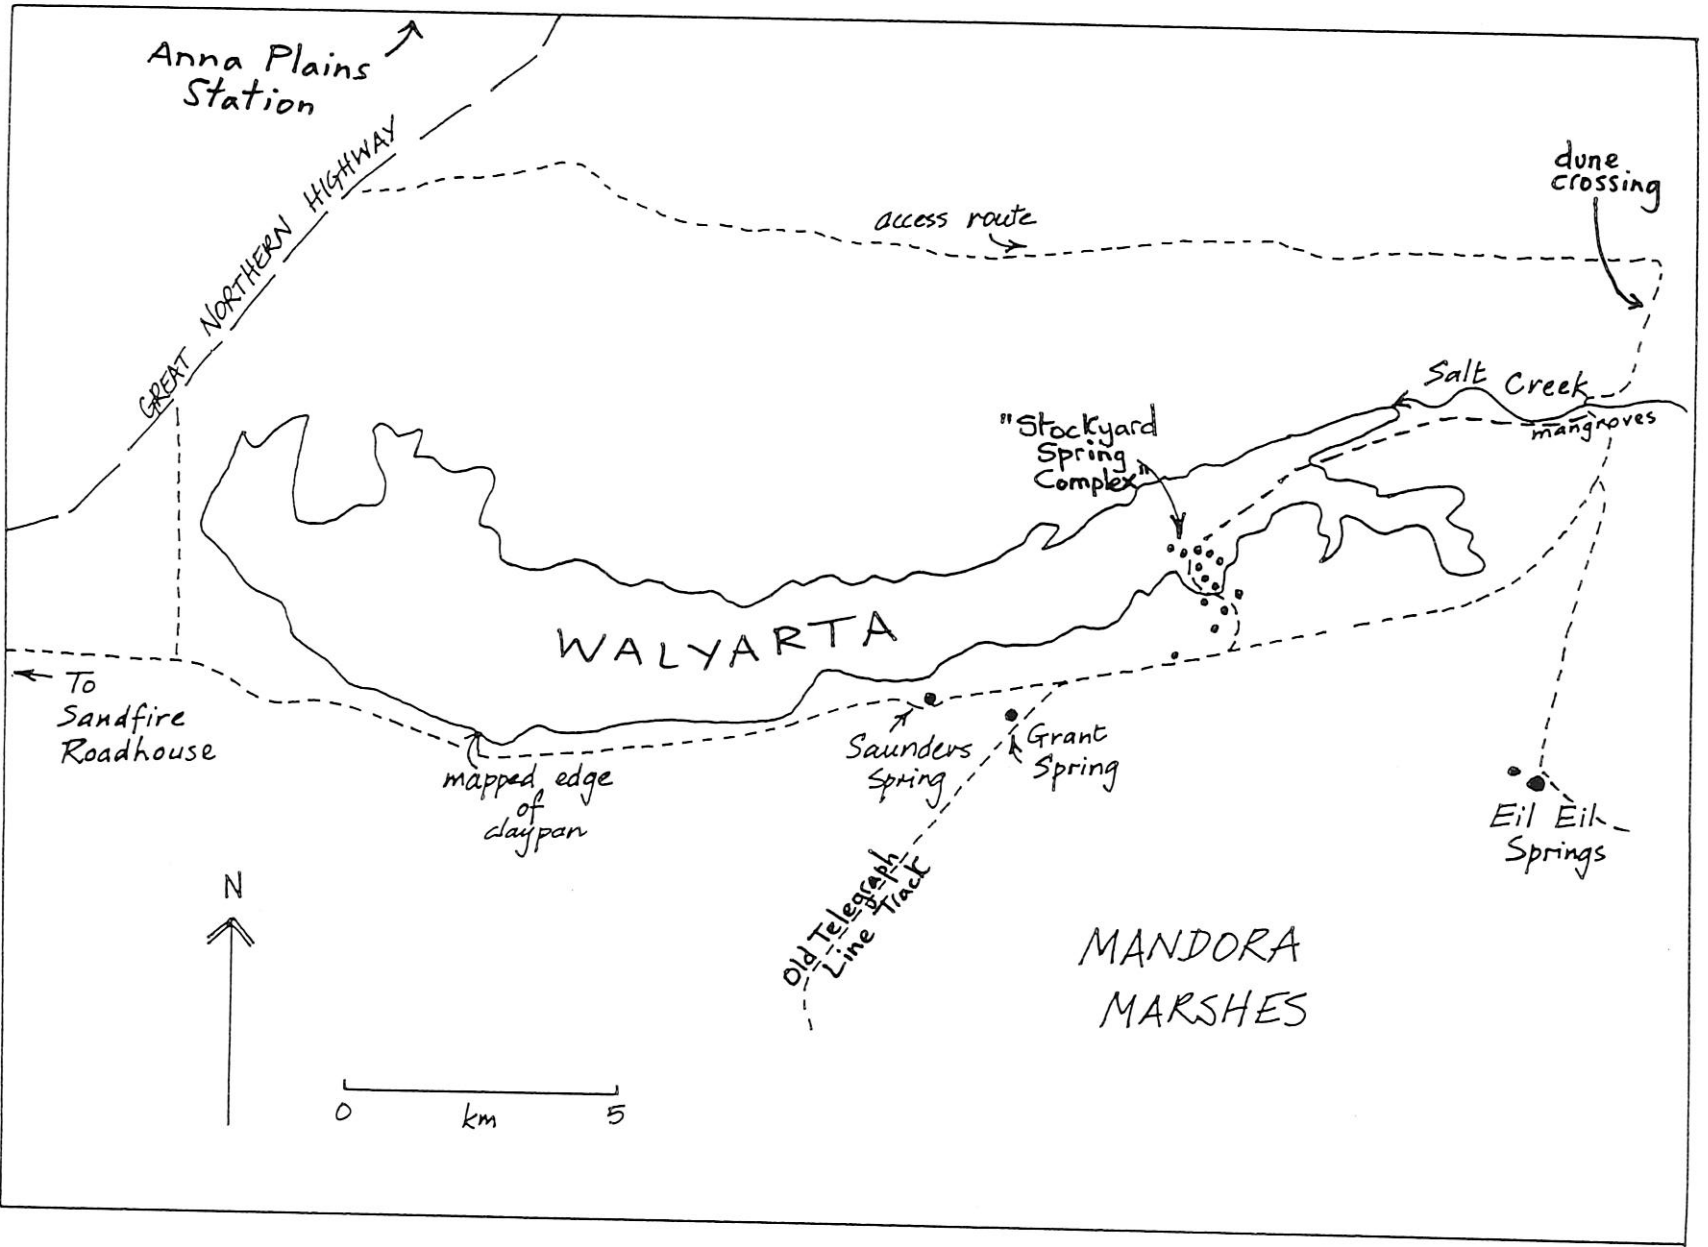 Anna Plains
Station
GREAT NORTHERN HIGHWAY
dune
crossing
access route
Salt Creek
mangroves
"Stockyard
Spring
Complex"
WALYARTA
To
Sandfire
Roadhouse
mapped edge
of
claypan
Saunders
Spring
Grant
Spring
Eil Eil
Springs
Old Telegraph
Line Track
N
MANDORA
MARSHES
0 km 5